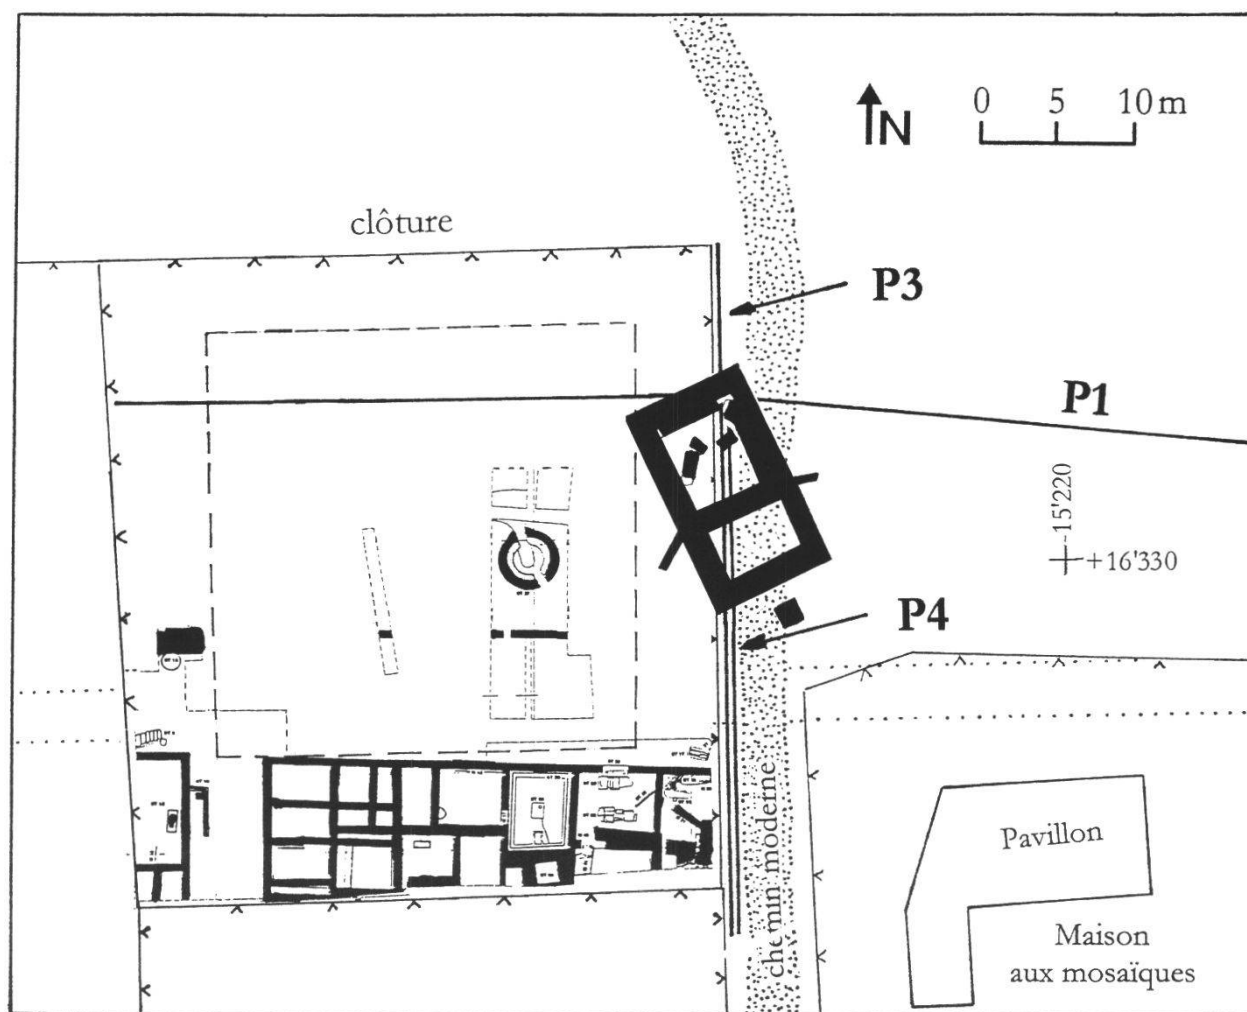 N
0 5 10 m
clôture
P3
P1
15'220
+16'330
P4
chemin moderne
Pavillon
Maison
aux mosaïques